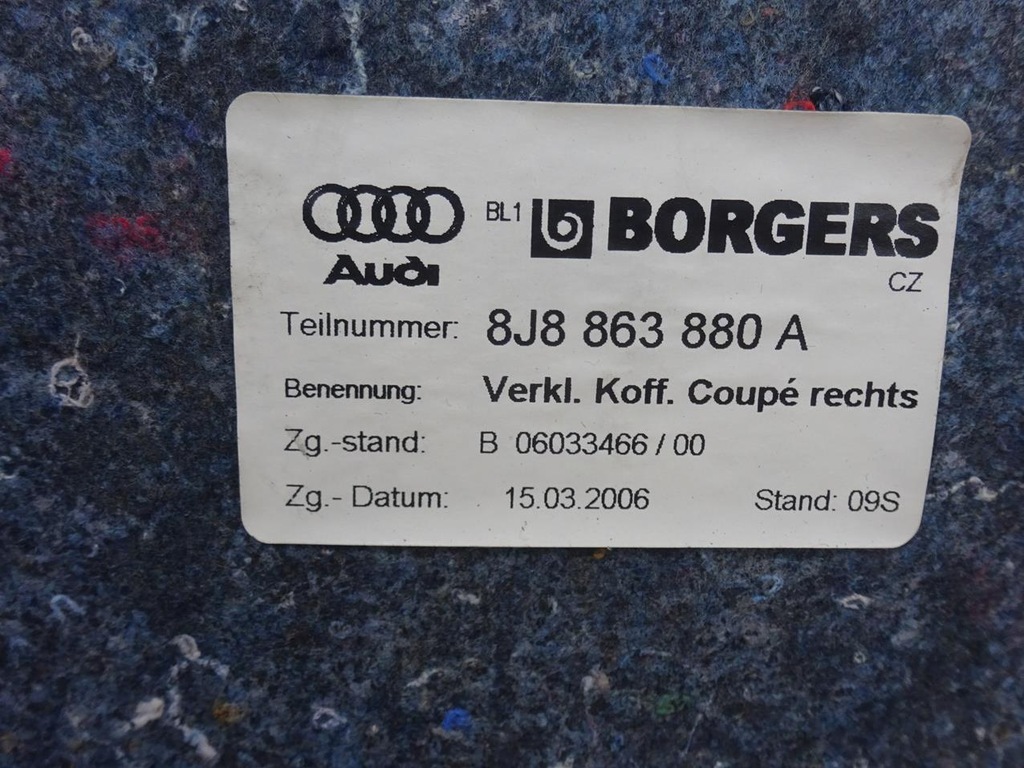 Audi BL1 b BORGERS
CZ
Teilnummer: 8J8 863 880 A
Benennung: Verkl. Koff. Coupé rechts
Zg.-stand: B 06033466 / 00
Zg.- Datum: 15.03.2006 Stand: 09S